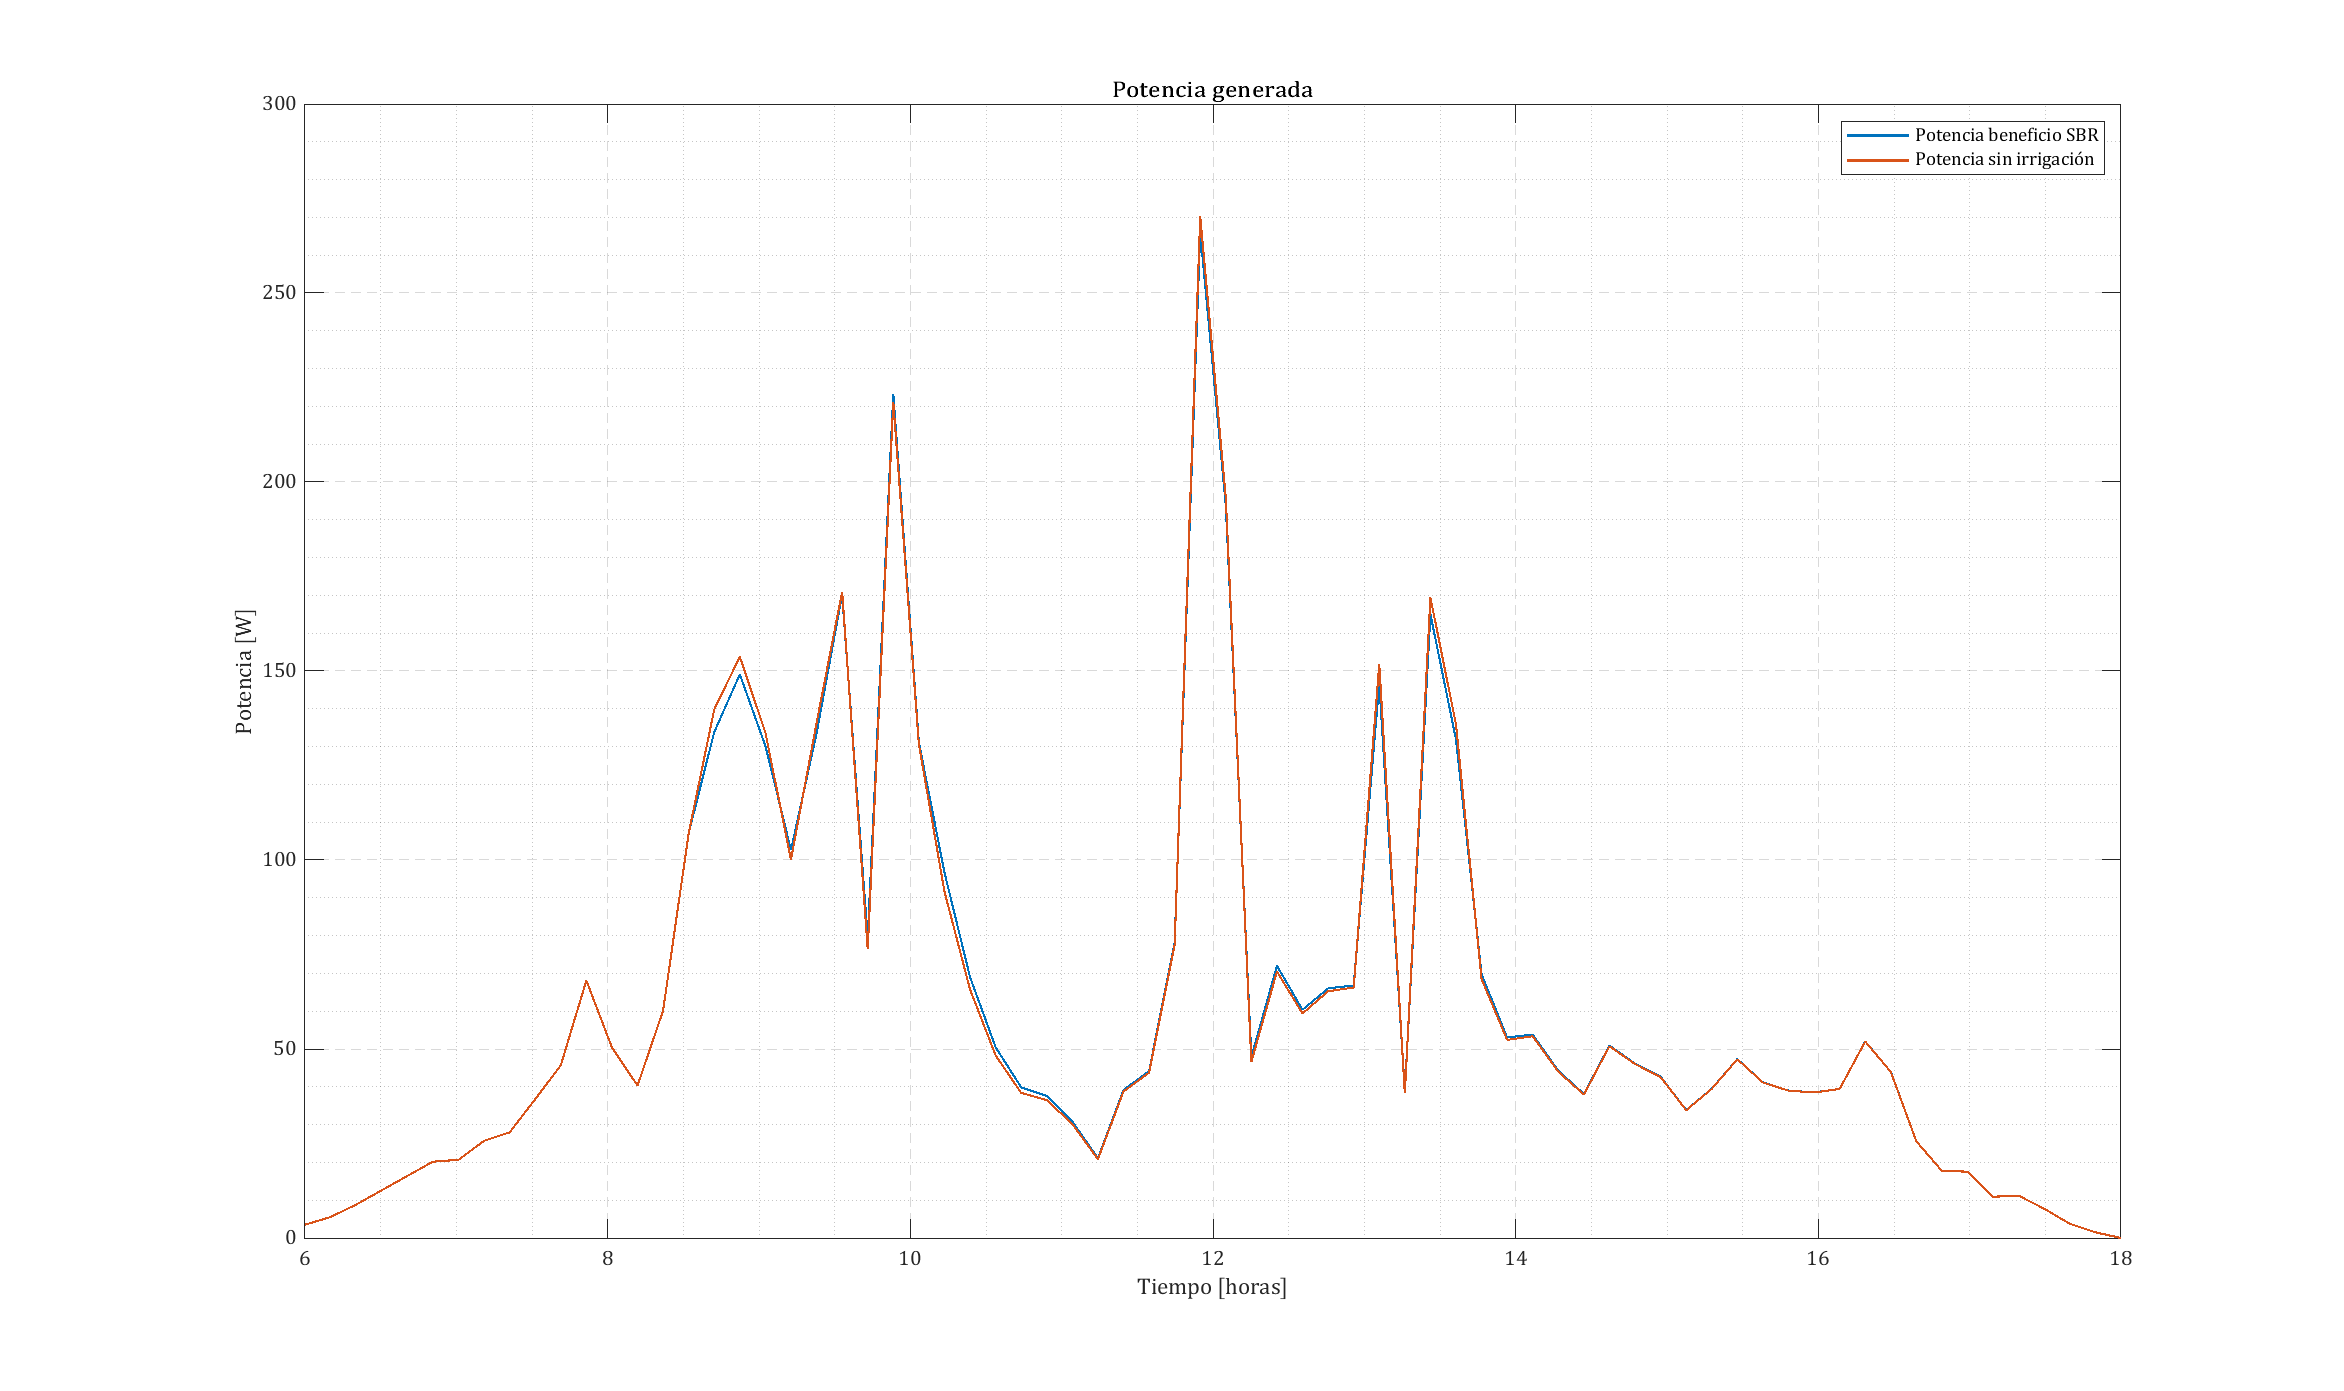 Potencia generada
300
Potencia beneficio SBR
Potencia sin irrigación
250
200
150
100
50
0
Potencia [W]
6 8 10 12 14 16 18
Tiempo [horas]